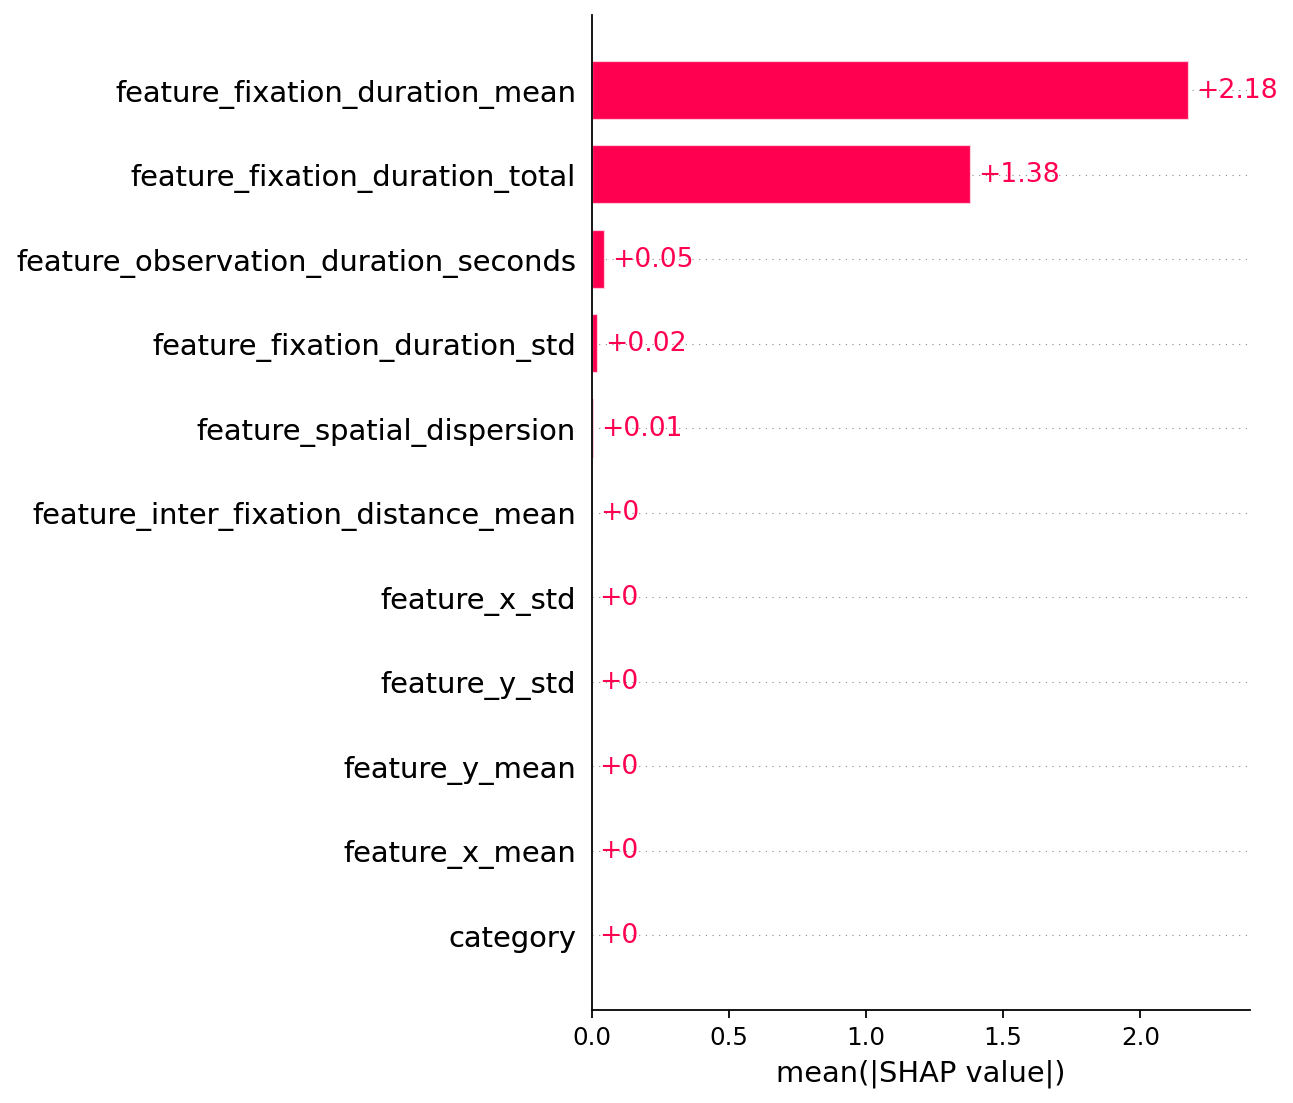 feature_fixation_duration_mean +2.18
feature_fixation_duration_total +1.38
feature_observation_duration_seconds +0.05
feature_fixation_duration_std +0.02
feature_spatial_dispersion +0.01
feature_inter_fixation_distance_mean +0
feature_x_std +0
feature_y_std +0
feature_y_mean +0
feature_x_mean +0
category +0
0.0 0.5 1.0 1.5 2.0
mean(|SHAP value|)